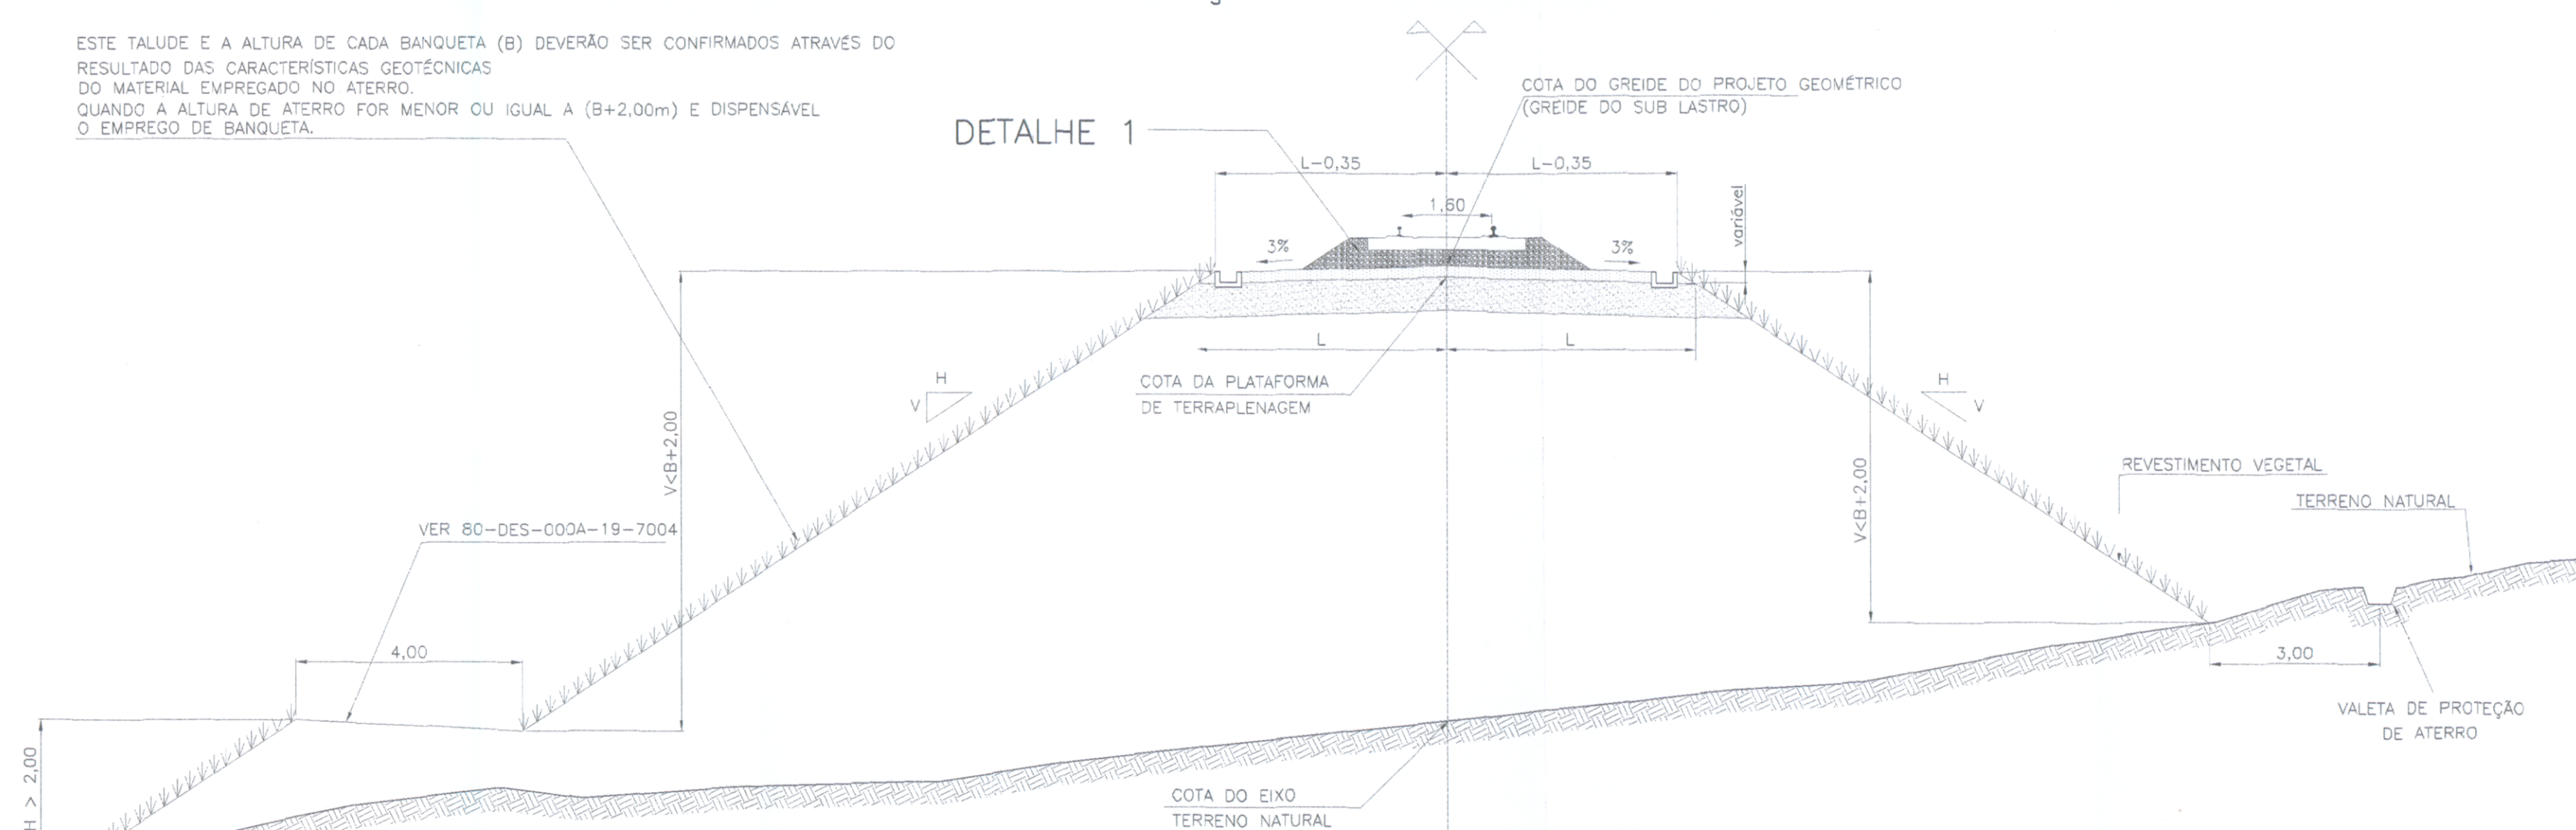 ESTE TALUDE E A ALTURA DE CADA BANQUETA (B) DEVERÃO SER CONFIRMADOS ATRAVÉS DO
RESULTADO DAS CARACTERÍSTICAS GEOTÉCNICAS
DO MATERIAL EMPREGADO NO ATERRO.
QUANDO A ALTURA DE ATERRO FOR MENOR OU IGUAL A (B+2,00m) E DISPENSÁVEL
O EMPREGO DE BANQUETA.
DETALHE 1
COTA DO GREIDE DO PROJETO GEOMÉTRICO
(GREIDE DO SUB LASTRO)
L-0,35
L-0,35
1,60
variável
3%
3%
L
L
COTA DA PLATAFORMA
DE TERRAPLENAGEM
H
V
H
V
V<B+2,00
V<B+2,00
REVESTIMENTO VEGETAL
TERRENO NATURAL
VER 80-DES-000A-19-7004
4,00
3,00
VALETA DE PROTEÇÃO
DE ATERRO
H > 2,00
COTA DO EIXO
TERRENO NATURAL